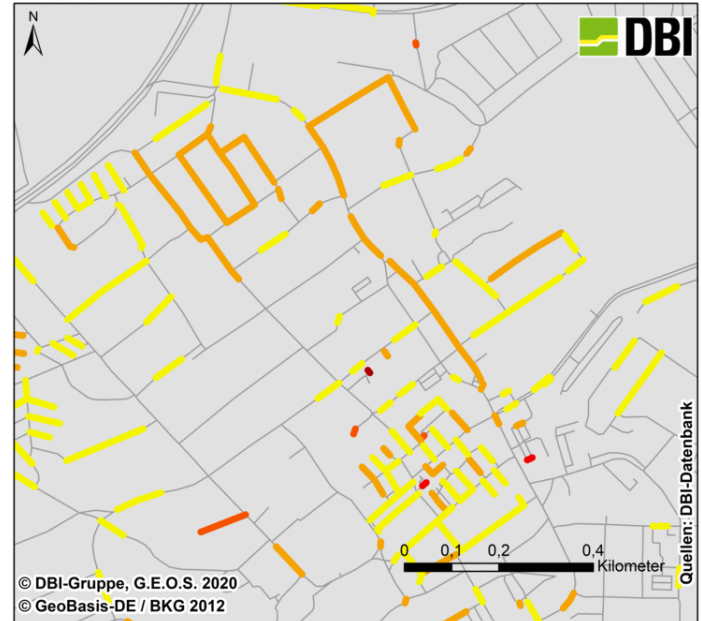 N
DBI
Quellen: DBI-Datenbank
0 0,1 0,2 0,4
Kilometer
© DBI-Gruppe, G.E.O.S. 2020
© GeoBasis-DE / BKG 2012